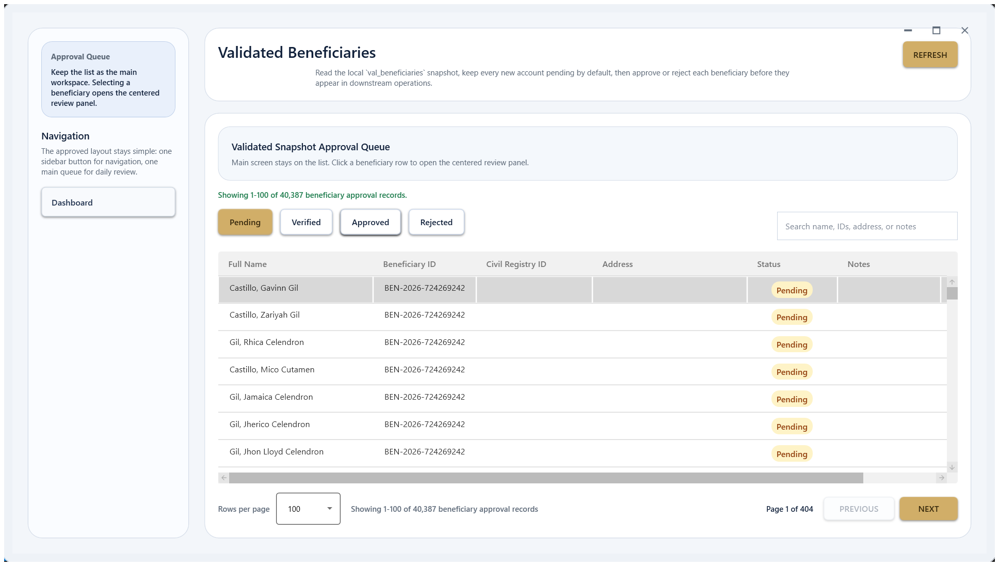 Approval Queue
Keep the list as the main
workspace. Selecting a
beneficiary opens the centered
review panel.
Navigation
The approved layout stays simple: one
sidebar button for navigation, one
main queue for daily review.
Dashboard
Validated Beneficiaries
REFRESH
Read the local `val_beneficiaries` snapshot, keep every new account pending by default, then approve or reject each beneficiary before they
appear in downstream operations.
Validated Snapshot Approval Queue
Main screen stays on the list. Click a beneficiary row to open the centered review panel.
Showing 1-100 of 40,387 beneficiary approval records.
Pending Verified Approved Rejected
Search name, IDs, address, or notes
Full Name Beneficiary ID Civil Registry ID Address Status Notes
Castillo, Gavinn Gil BEN-2026-724269242 Pending
Castillo, Zariyah Gil BEN-2026-724269242 Pending
Gil, Rhica Celendron BEN-2026-724269242 Pending
Castillo, Mico Cutamen BEN-2026-724269242 Pending
Gil, Jamaica Celendron BEN-2026-724269242 Pending
Gil, Jherico Celendron BEN-2026-724269242 Pending
Gil, Jhon Lloyd Celendron BEN-2026-724269242 Pending
Rows per page 100 Showing 1-100 of 40,387 beneficiary approval records Page 1 of 404 PREVIOUS NEXT